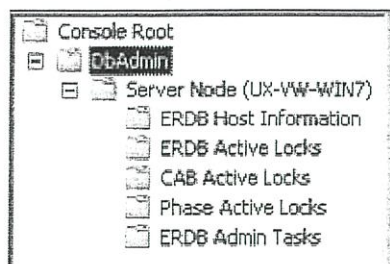 Console Root
DbAdmin
Server Node (UX-VW-WIN7)
ERDB Host Information
ERDB Active Locks
CAB Active Locks
Phase Active Locks
ERDB Admin Tasks